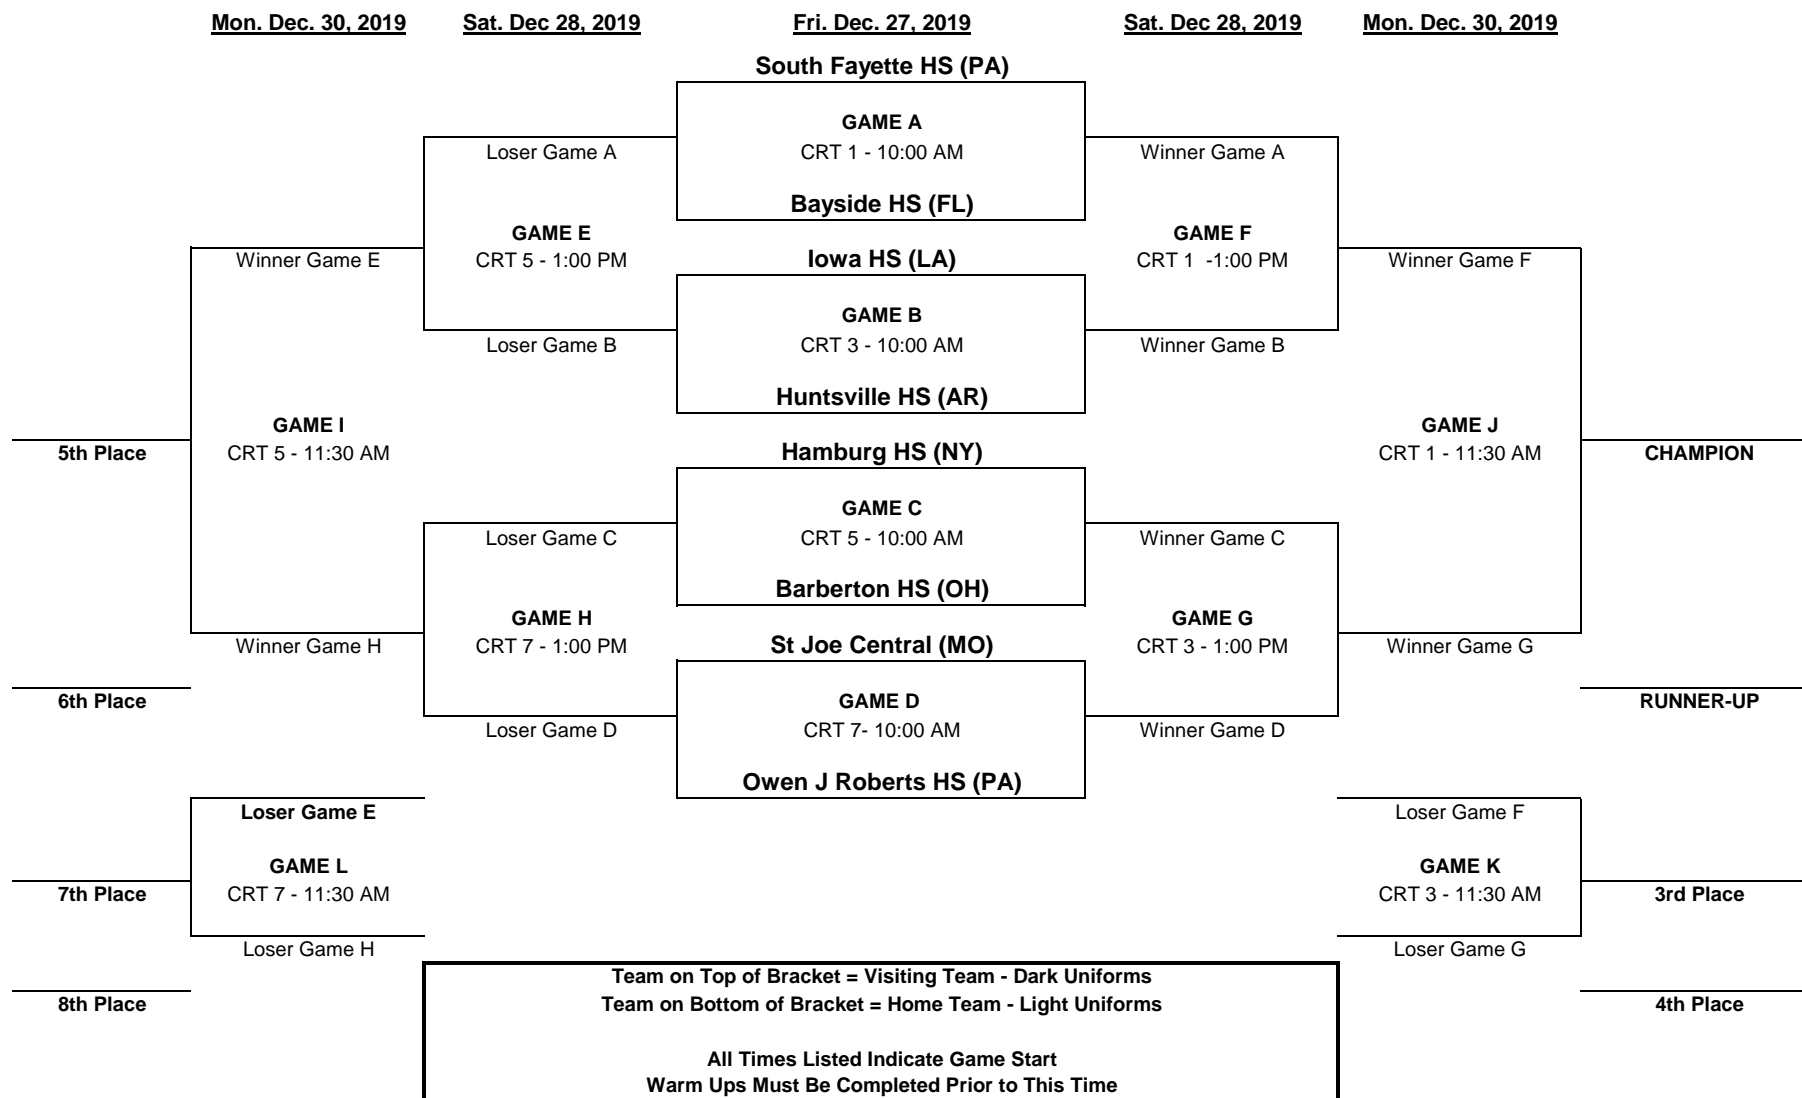 Mon. Dec. 30, 2019 Sat. Dec 28, 2019 Fri. Dec. 27, 2019 Sat. Dec 28, 2019 Mon. Dec. 30, 2019
South Fayette HS (PA)
GAME A
Loser Game A CRT 1 - 10:00 AM Winner Game A
Bayside HS (FL)
GAME E GAME F
Winner Game E CRT 5 - 1:00 PM Iowa HS (LA) CRT 1 -1:00 PM Winner Game F
GAME B
Loser Game B CRT 3 - 10:00 AM Winner Game B
Huntsville HS (AR)
GAME I GAME J
5th Place CRT 5 - 11:30 AM Hamburg HS (NY) CRT 1 - 11:30 AM CHAMPION
GAME C
Loser Game C CRT 5 - 10:00 AM Winner Game C
Barberton HS (OH)
GAME H GAME G
Winner Game H CRT 7 - 1:00 PM St Joe Central (MO) CRT 3 - 1:00 PM Winner Game G
6th Place GAME D RUNNER-UP
Loser Game D CRT 7- 10:00 AM Winner Game D
Owen J Roberts HS (PA)
Loser Game E Loser Game F
GAME L GAME K
7th Place CRT 7 - 11:30 AM CRT 3 - 11:30 AM 3rd Place
Loser Game H Loser Game G
Team on Top of Bracket = Visiting Team - Dark Uniforms
8th Place Team on Bottom of Bracket = Home Team - Light Uniforms 4th Place
All Times Listed Indicate Game Start
Warm Ups Must Be Completed Prior to This Time